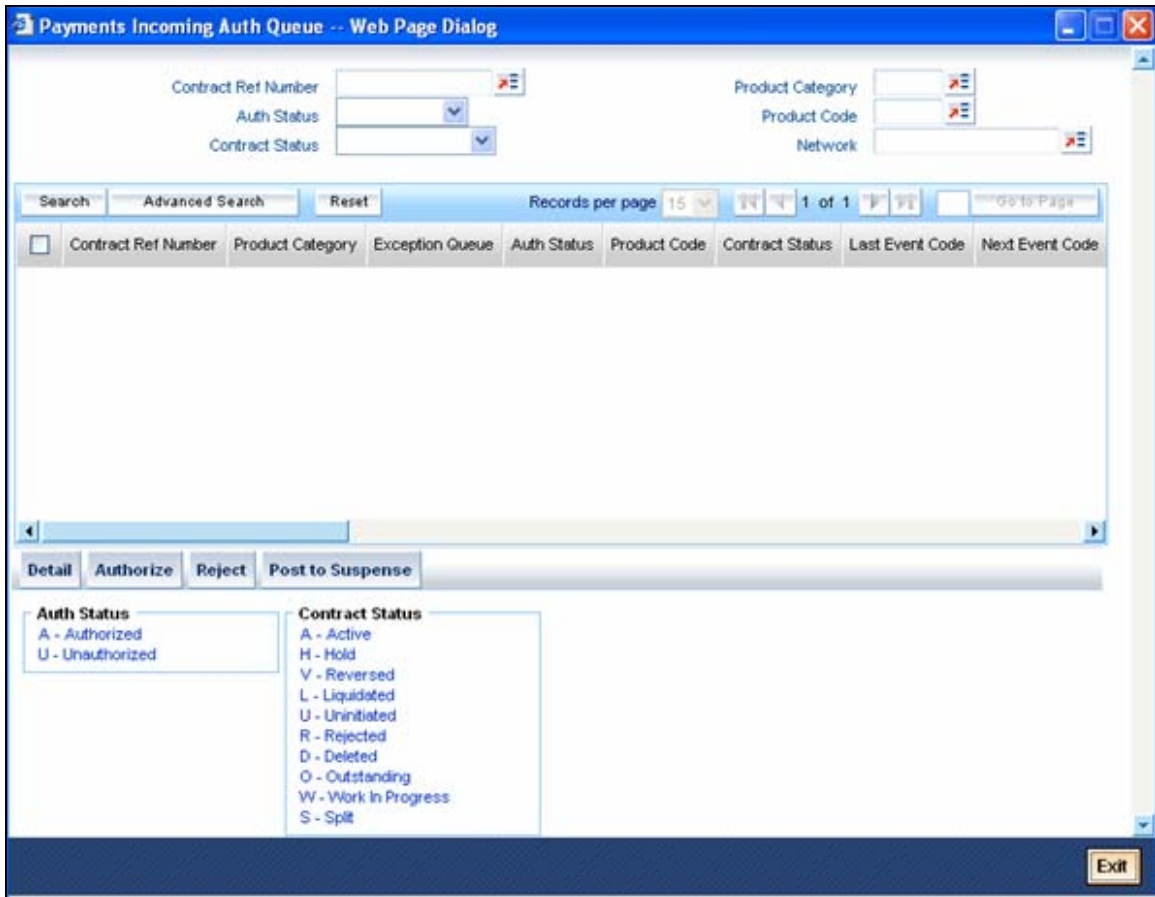 Payments Incoming Auth Queue -- Web Page Dialog
Contract Ref Number
Product Category
Auth Status
Product Code
Contract Status
Network
Search Advanced Search Reset Records per page 15 1 of 1 Go to Page
Contract Ref Number Product Category Exception Queue Auth Status Product Code Contract Status Last Event Code Next Event Code
Detail Authorize Reject Post to Suspense
Auth Status
A - Authorized
U - Unauthorized
Contract Status
A - Active
H - Hold
V - Reversed
L - Liquidated
U - Uninitiated
R - Rejected
D - Deleted
O - Outstanding
W - Work In Progress
S - Split
Exit